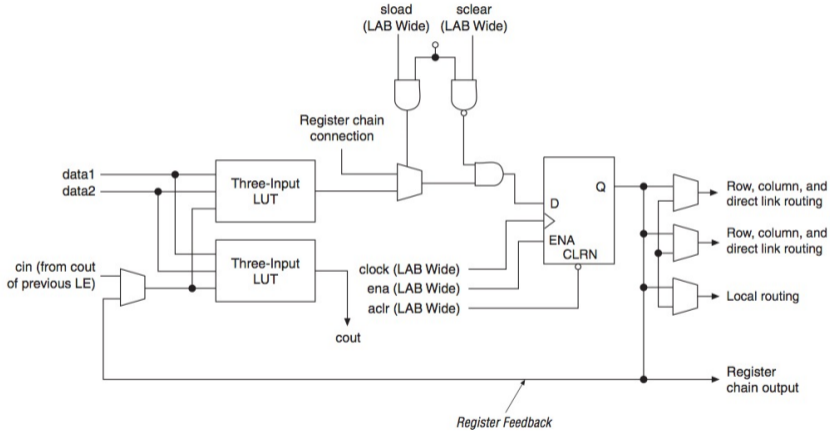 sload
(LAB Wide)
sclear
(LAB Wide)
Register chain
connection
data1
data2
Three-Input
LUT
Three-Input
LUT
cin (from cout
of previous LE)
cout
clock (LAB Wide)
ena (LAB Wide)
aclr (LAB Wide)
D
Q
ENA
CLRN
Row, column, and
direct link routing
Row, column, and
direct link routing
Local routing
Register
chain output
Register Feedback